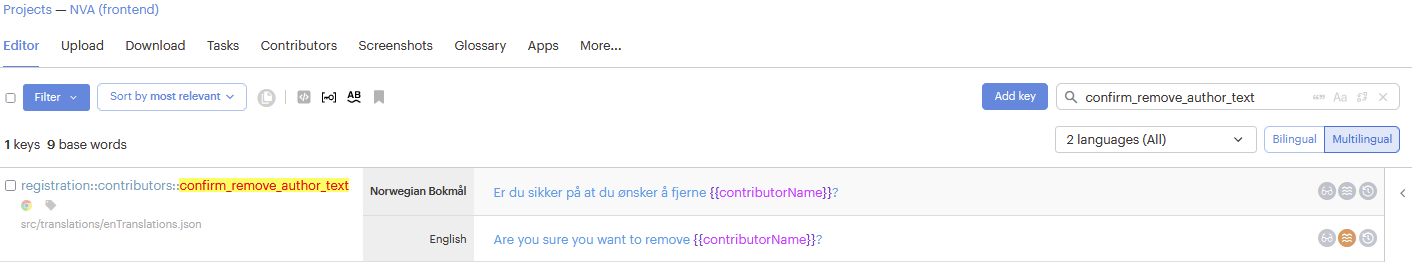 Projects — NVA (frontend)
Editor Upload Download Tasks Contributors Screenshots Glossary Apps More...
Filter Sort by most relevant AB Add key confirm_remove_author_text “” Aa
1 keys 9 base words 2 languages (All) Bilingual Multilingual
registration::contributors::confirm_remove_author_text Norwegian Bokmål Er du sikker på at du ønsker å fjerne {{contributorName}}?
src/translations/enTranslations.json
English Are you sure you want to remove {{contributorName}}?